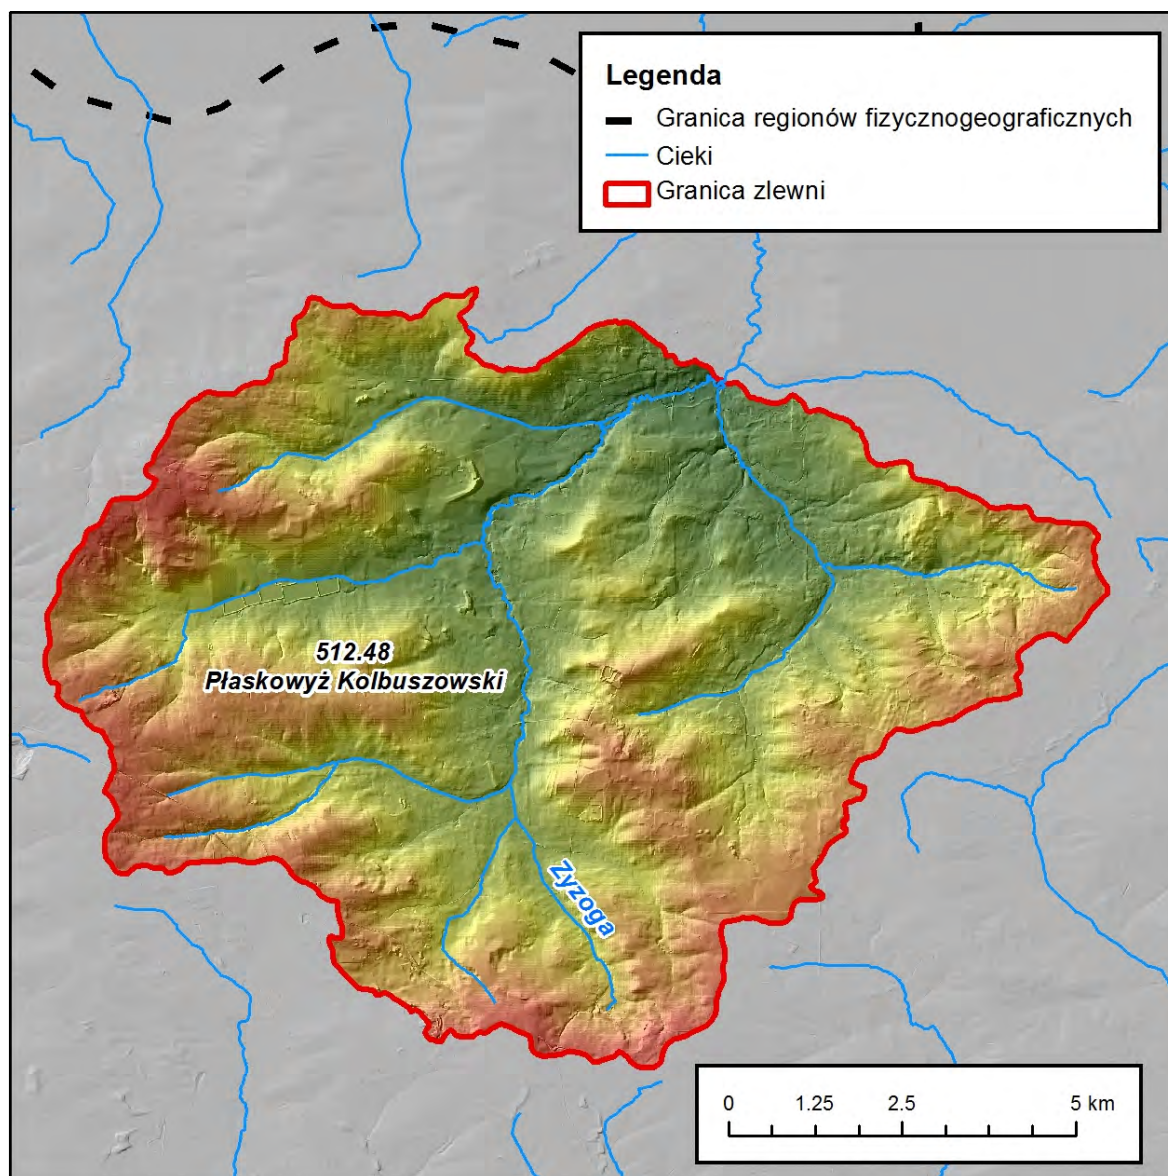 Legenda
Granica regionów fizycznogeograficznych
Cieki
Granica zlewni
512.48
Płaskowyż Kolbuszowski
Zyzoga
0 1.25 2.5 5 km